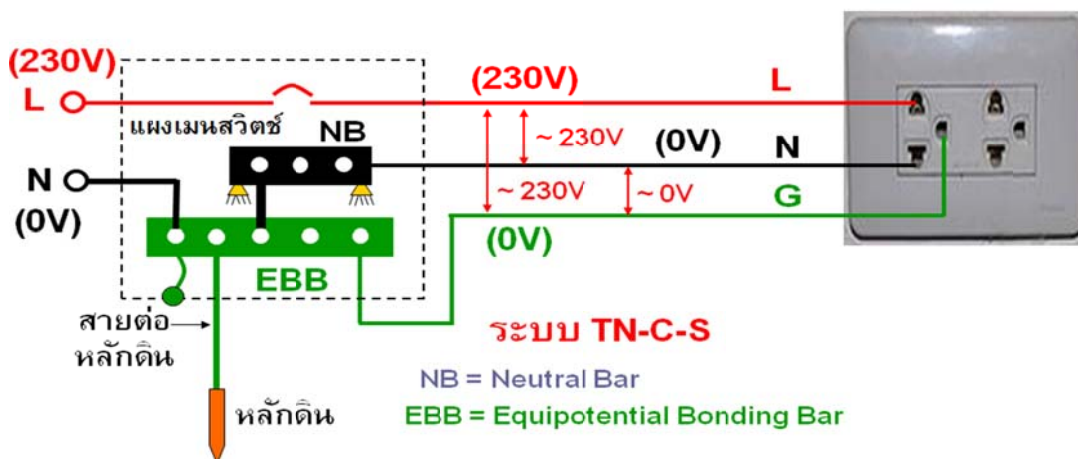 (230V)
L
แผงเมนสวิตช์
NB
N
(0V)
EBB
สายต่อ
หลักดิน
หลักดิน
(230V)
L
~ 230V
(0V)
N
~ 230V
~ 0V
G
(0V)
ระบบ TN-C-S
NB = Neutral Bar
EBB = Equipotential Bonding Bar